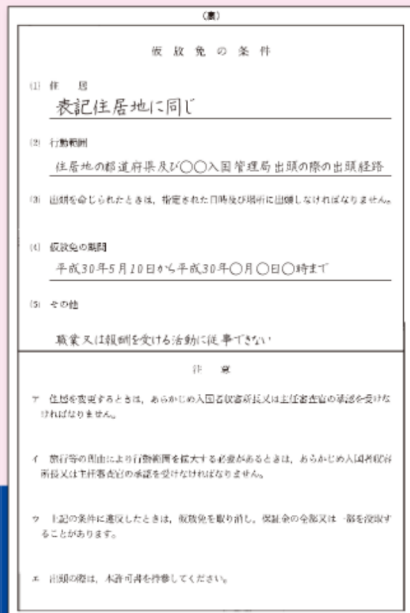 (裏)
仮放免の条件
(1) 住居
表記住居地に同じ
(2) 行動範囲
住居地の都道府県及び○○入国管理局出頭の際の出頭経路
(3) 出頭を命じられたときは、指定された日時及び場所に出頭しなければなりません。
(4) 仮放免の期間
平成30年5月10日から平成30年○月○日○時まで
(5) その他
職業又は報酬を受ける活動に従事できない
注意
ア 住居を変更するときは、あらかじめ入国者収容所長又は主任審査官の承認を受けな
ければなりません。
イ 旅行等の理由により行動範囲を拡大する必要があるときは、あらかじめ入国者収容
所長又は主任審査官の承認を受けなければなりません。
ウ 上記の条件に違反したときは、仮放免を取り消し、保証金の全部又は一部を没取す
ることがあります。
エ 出頭の際は、本許可書を持参してください。